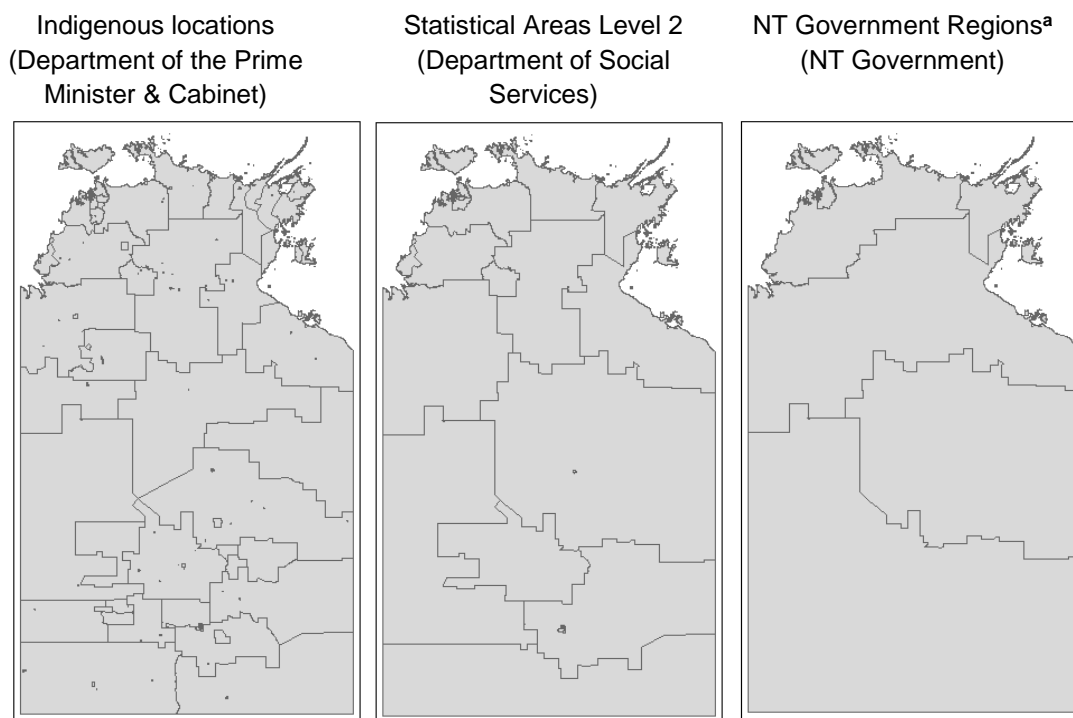 Indigenous locations
(Department of the Prime
Minister & Cabinet)
Statistical Areas Level 2
(Department of Social
Services)
NT Government Regionsᵃ
(NT Government)